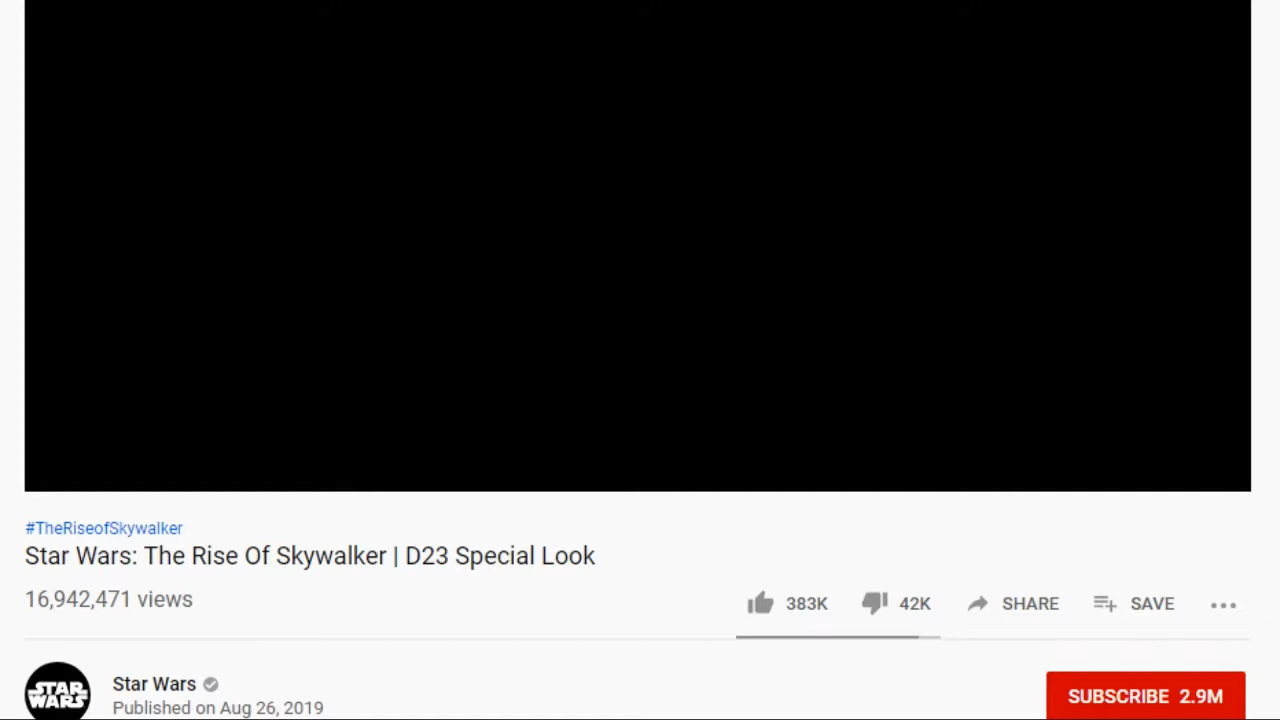 #TheRiseofSkywalker
Star Wars: The Rise Of Skywalker | D23 Special Look
16,942,471 views
383K 42K SHARE SAVE
STAR
WARS
Star Wars
Published on Aug 26, 2019
SUBSCRIBE 2.9M